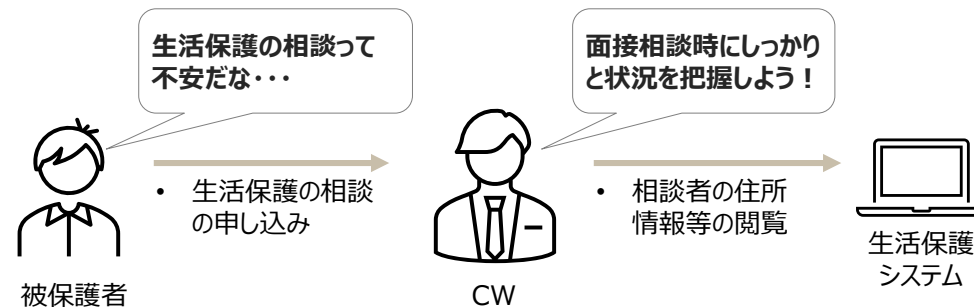 生活保護の相談って
不安だな・・・
面接相談時にしっかり
と状況を把握しよう！
• 生活保護の相談
の申し込み
• 相談者の住所
情報等の閲覧
被保護者
CW
生活保護
システム